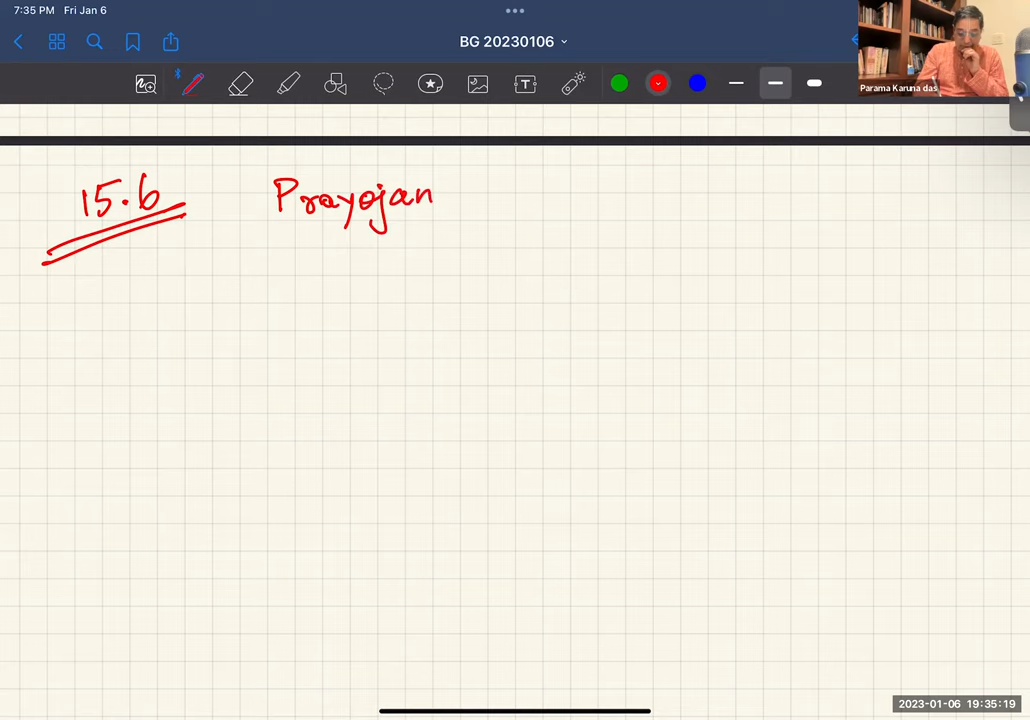 7:35 PM Fri Jan 6
BG 20230106
Parama Karuna das
15.6 Prayojan
2023-01-06 19:35:19